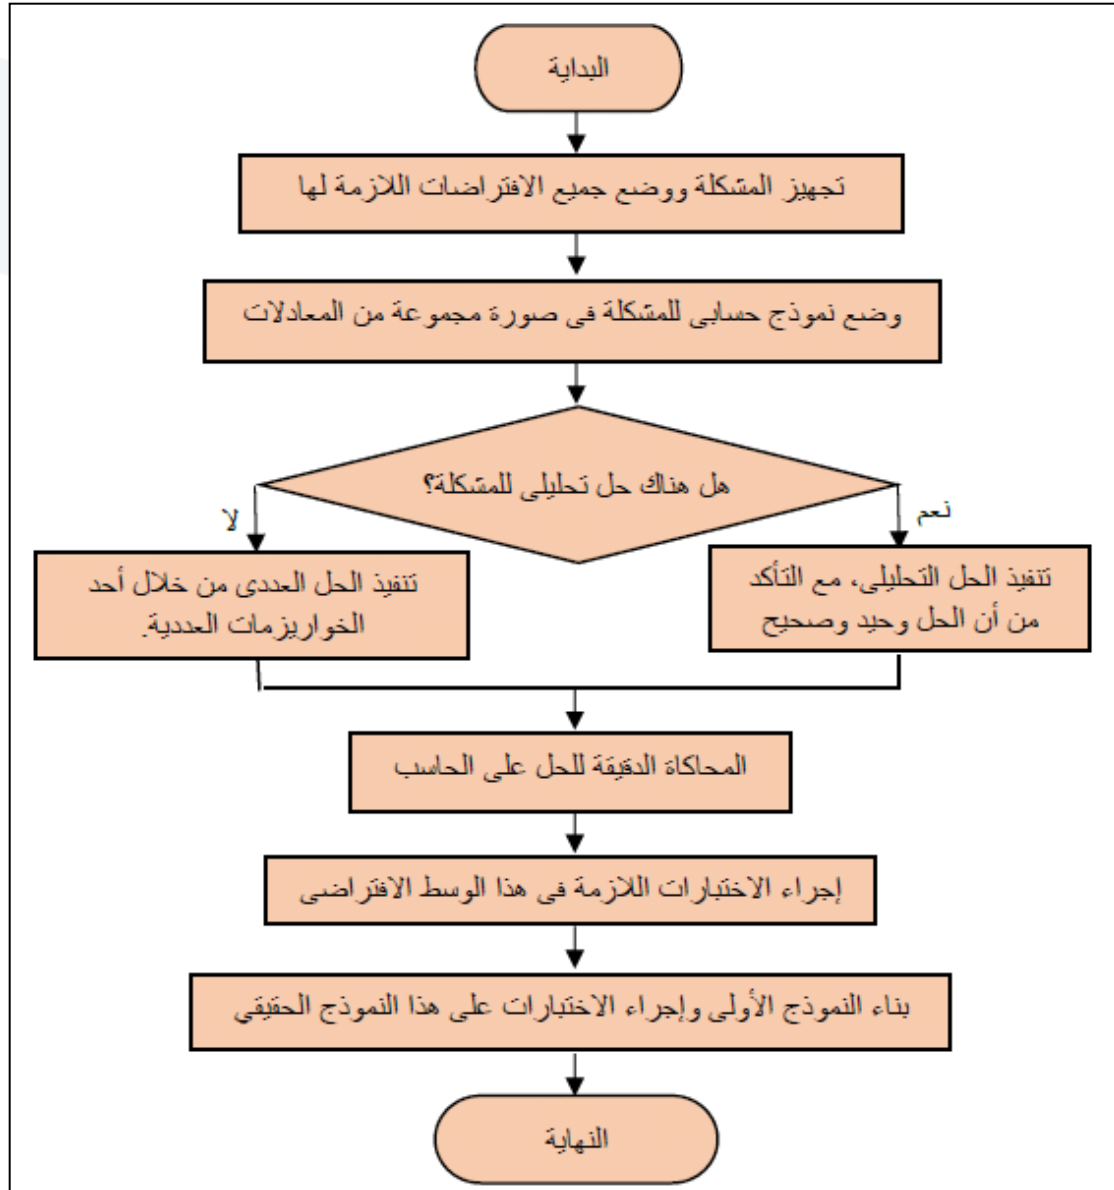 البداية
تجهيز المشكلة ووضع جميع الافتراضات اللازمة لها
وضع نموذج حسابى للمشكلة فى صورة مجموعة من المعادلات
هل هناك حل تحليلى للمشكلة؟
نعم
لا
تنفيذ الحل التحليلى، مع التأكد
من أن الحل وحيد وصحيح
تنفيذ الحل العددى من خلال أحد
الخواريزمات العددية.
المحاكاة الدقيقة للحل على الحاسب
إجراء الاختبارات اللازمة فى هذا الوسط الافتراضى
بناء النموذج الأولى وإجراء الاختبارات على هذا النموذج الحقيقي
النهاية